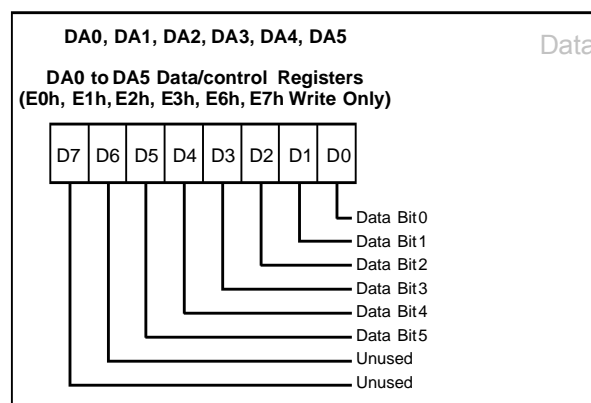 DA0, DA1, DA2, DA3, DA4, DA5
Data
DA0 to DA5 Data/control Registers
(E0h, E1h, E2h, E3h, E6h, E7h Write Only)
D7 D6 D5 D4 D3 D2 D1 D0
Data Bit0
Data Bit1
Data Bit2
Data Bit3
Data Bit4
Data Bit5
Unused
Unused